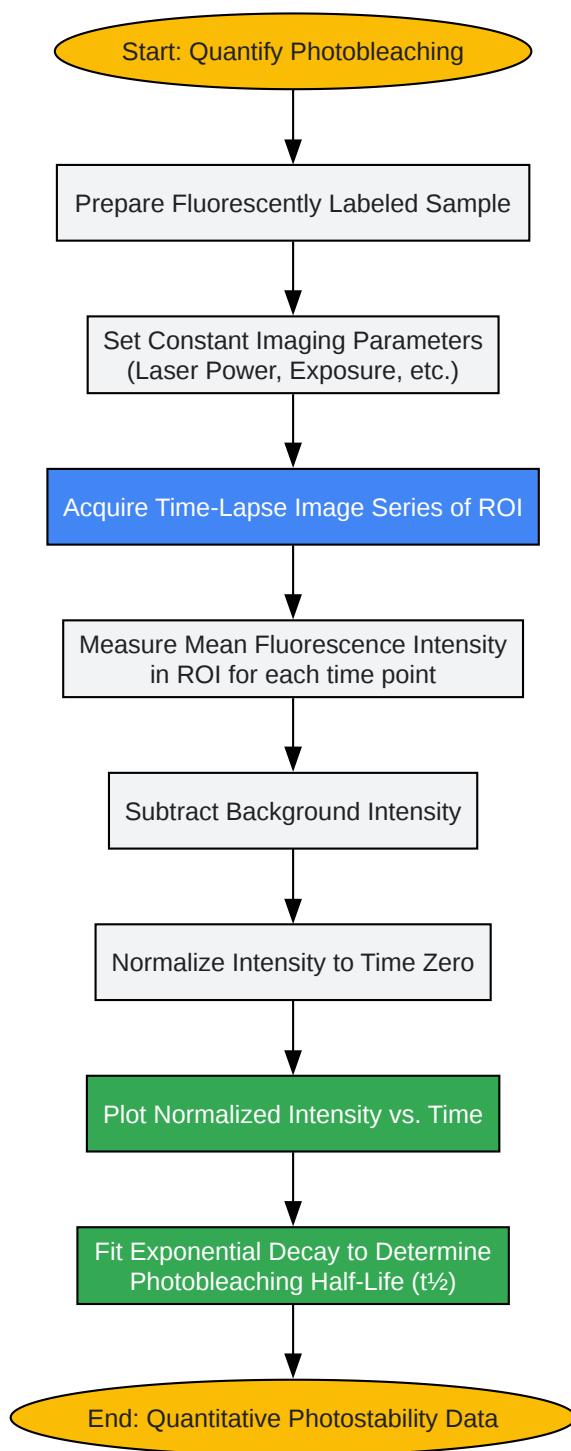 Start: Quantify Photobleaching
Prepare Fluorescently Labeled Sample
Set Constant Imaging Parameters
(Laser Power, Exposure, etc.)
Acquire Time-Lapse Image Series of ROI
Measure Mean Fluorescence Intensity
in ROI for each time point
Subtract Background Intensity
Normalize Intensity to Time Zero
Plot Normalized Intensity vs. Time
Fit Exponential Decay to Determine
Photobleaching Half-Life (t½)
End: Quantitative Photostability Data